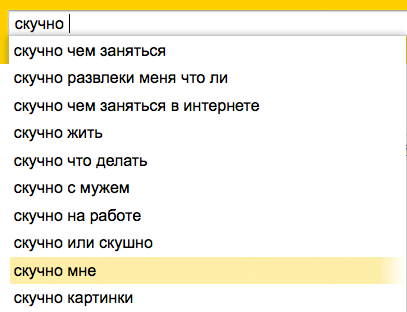 скучно
скучно чем заняться
скучно развлеки меня что ли
скучно чем заняться в интернете
скучно жить
скучно что делать
скучно с мужем
скучно на работе
скучно или скушно
скучно мне
скучно картинки